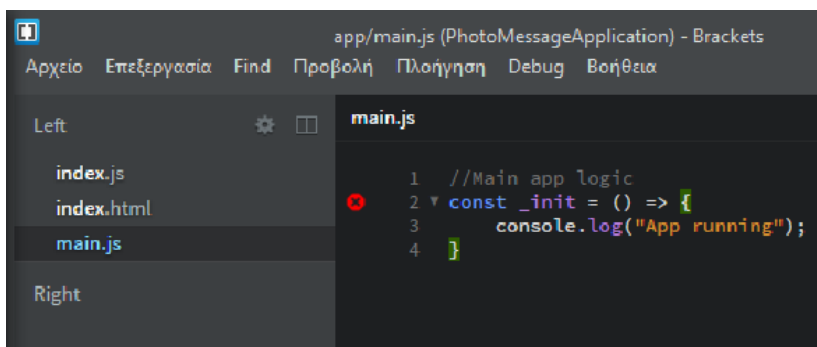 app/main.js (PhotoMessageApplication) - Brackets
Αρχείο Επεξεργασία Find Προβολή Πλοήγηση Debug Βοήθεια
Left
index.js
index.html
main.js
Right
main.js
1 //Main app logic
2 const _init = () => {
3 console.log("App running");
4 }